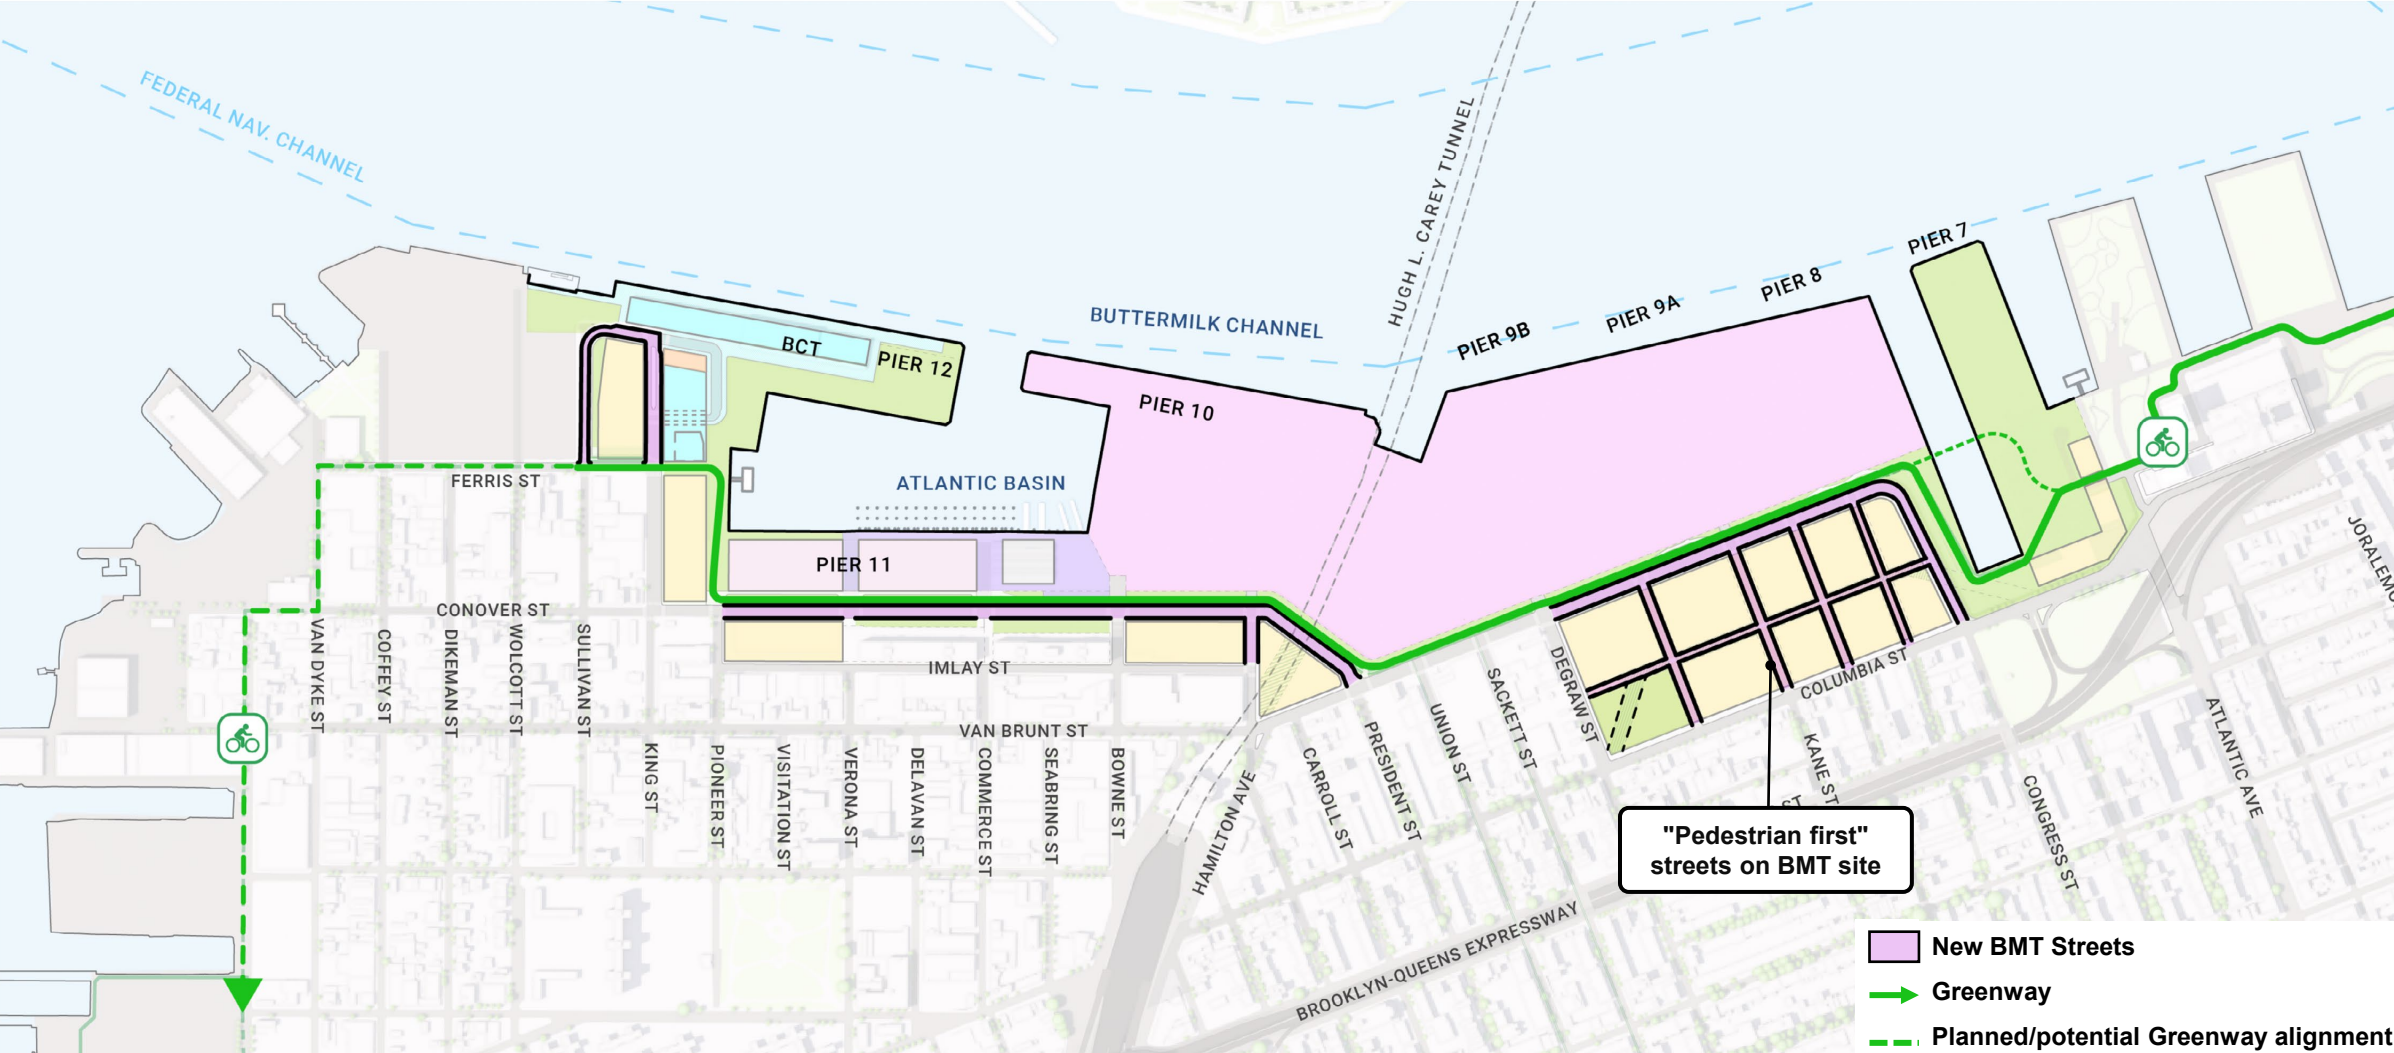 FEDERAL NAV. CHANNEL
HUGH L. CAREY TUNNEL
BUTTERMILK CHANNEL
PIER 7
PIER 8
PIER 9A
PIER 9B
BCT
PIER 12
PIER 10
ATLANTIC BASIN
FERRIS ST
PIER 11
CONOVER ST
IMLAY ST
VAN BRUNT ST
VAN DYKE ST
COFFEY ST
DIKEMAN ST
WOLCOTT ST
SULLIVAN ST
KING ST
PIONEER ST
VISITATION ST
VERONA ST
DELAVAN ST
COMMERCE ST
SEABRING ST
BOWNE ST
HAMILTON AVE
CARROLL ST
PRESIDENT ST
UNION ST
SACKETT ST
DEGRAW ST
COLUMBIA ST
KANE ST
ST
CONGRESS ST
ATLANTIC AVE
BROOKLYN-QUEENS EXPRESSWAY
"Pedestrian first"
streets on BMT site
New BMT Streets
Greenway
Planned/potential Greenway alignment